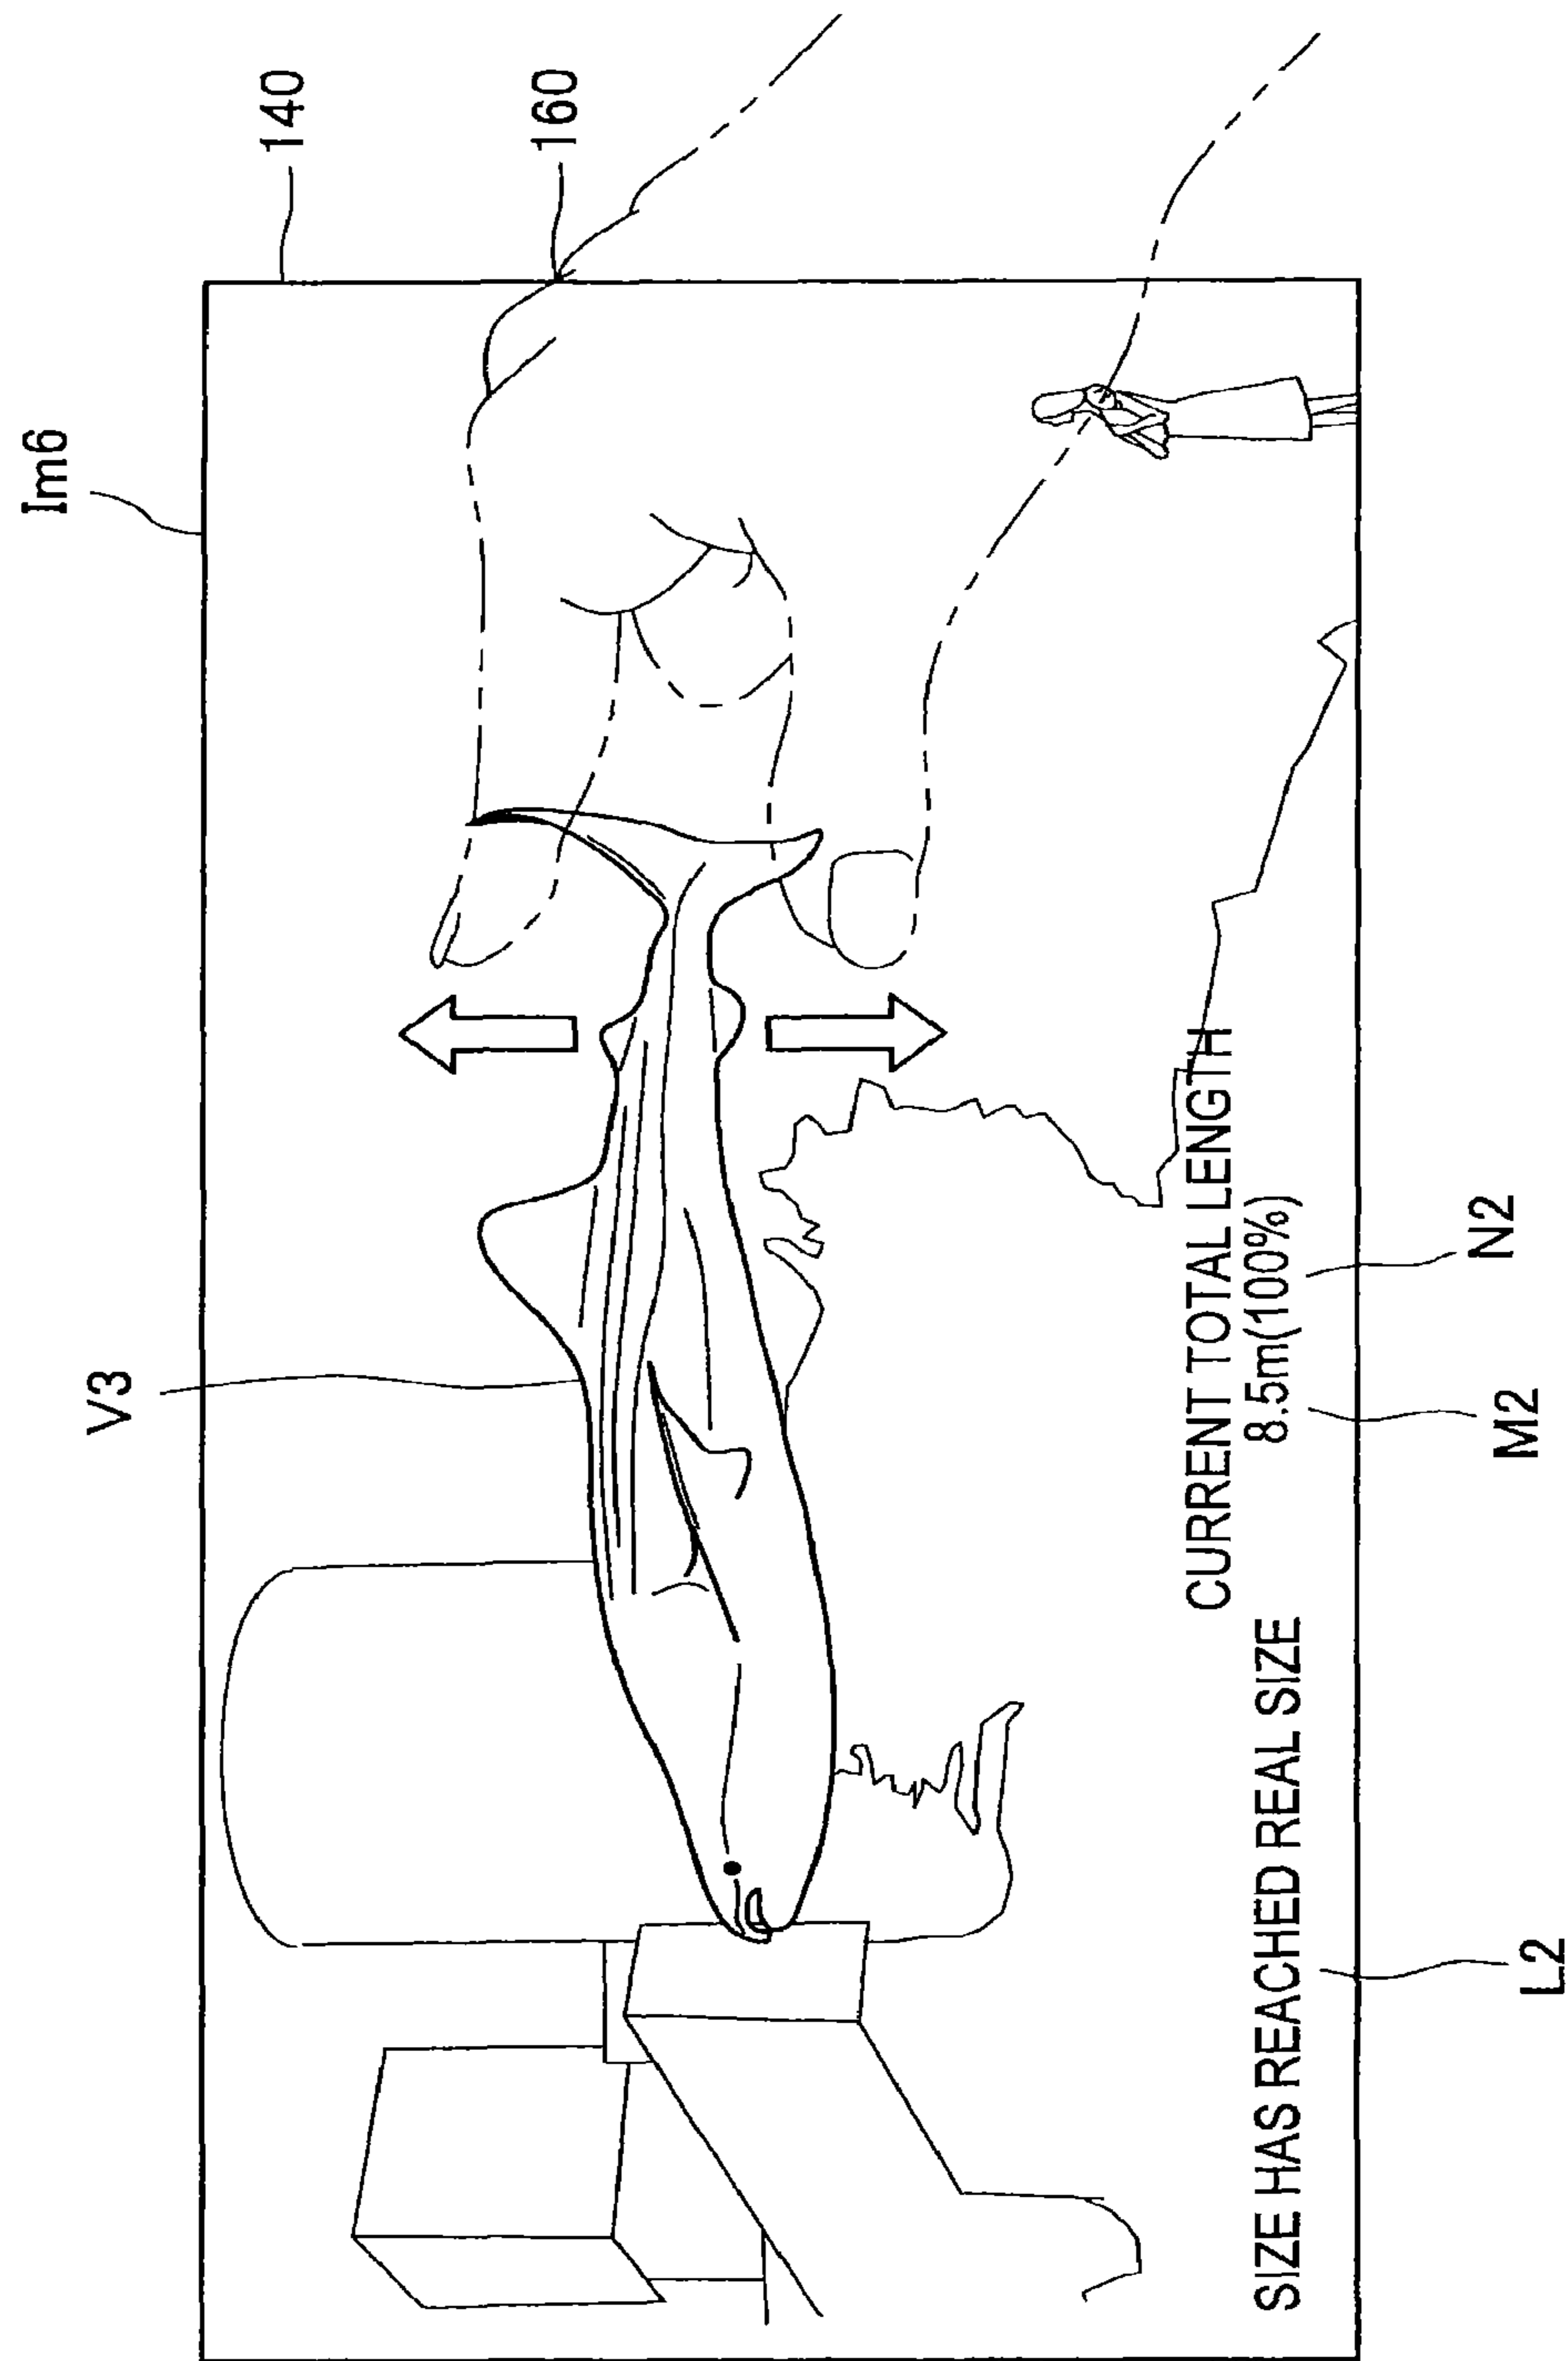 Im6
140
160
V3
CURRENT TOTAL LENGTH
8.5m(100%)
SIZE HAS REACHED REAL SIZE
L2
M2
N2